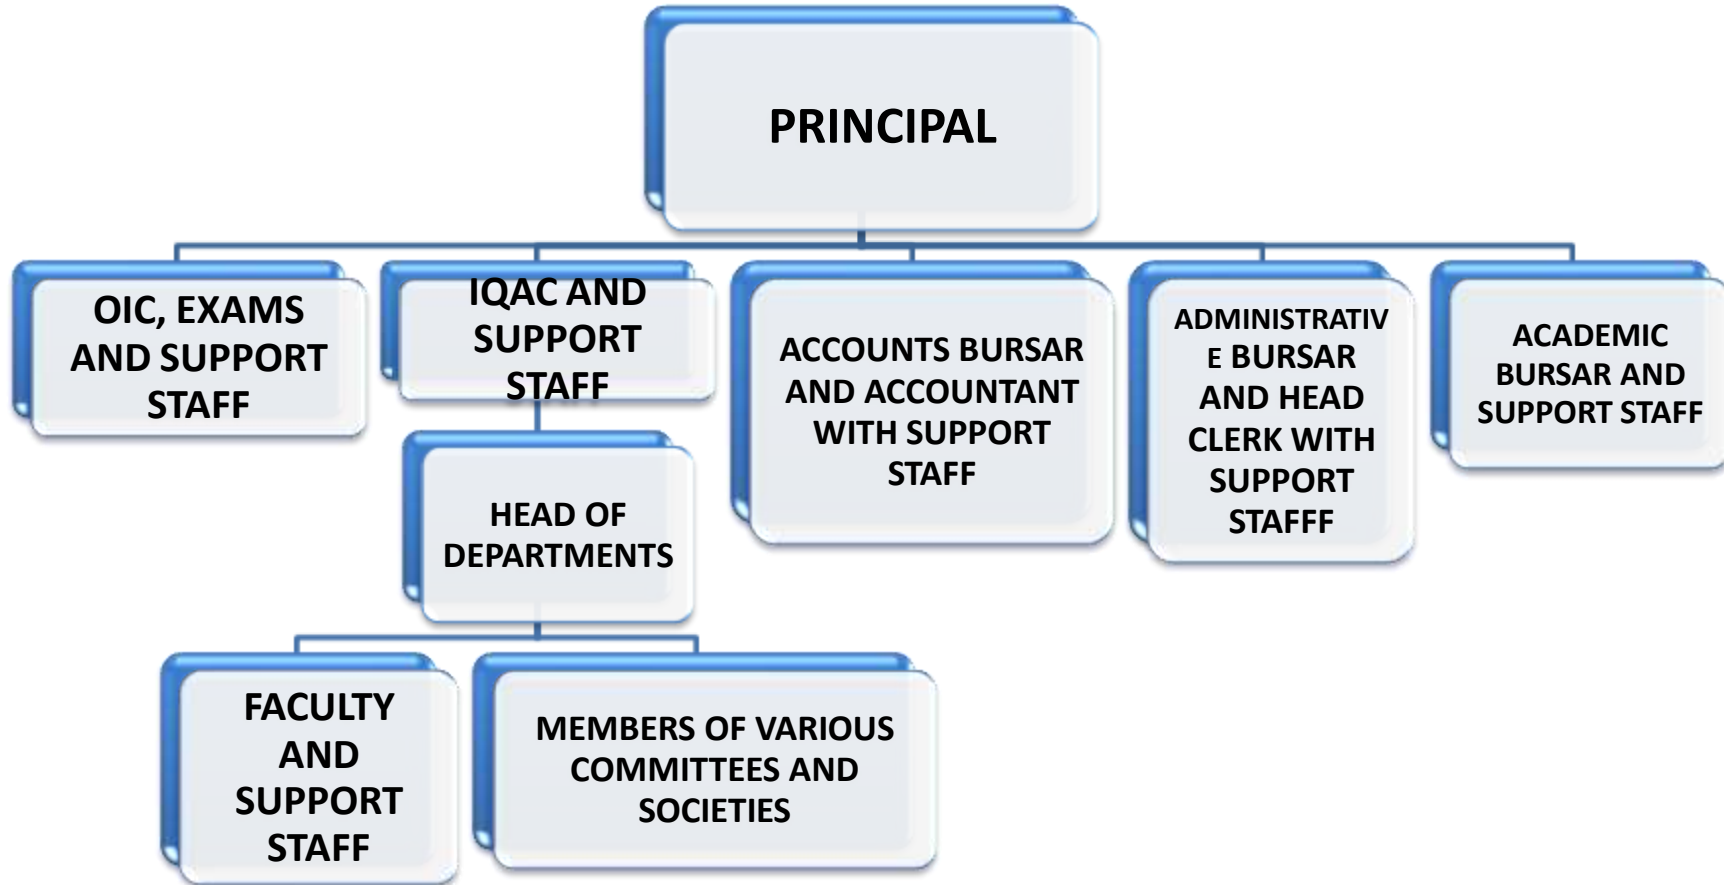 PRINCIPAL
OIC, EXAMS
AND SUPPORT
STAFF
IQAC AND
SUPPORT
STAFF
ACCOUNTS BURSAR
AND ACCOUNTANT
WITH SUPPORT
STAFF
ADMINISTRATIV
E BURSAR
AND HEAD
CLERK WITH
SUPPORT
STAFFF
ACADEMIC
BURSAR AND
SUPPORT STAFF
HEAD OF
DEPARTMENTS
FACULTY
AND
SUPPORT
STAFF
MEMBERS OF VARIOUS
COMMITTEES AND
SOCIETIES